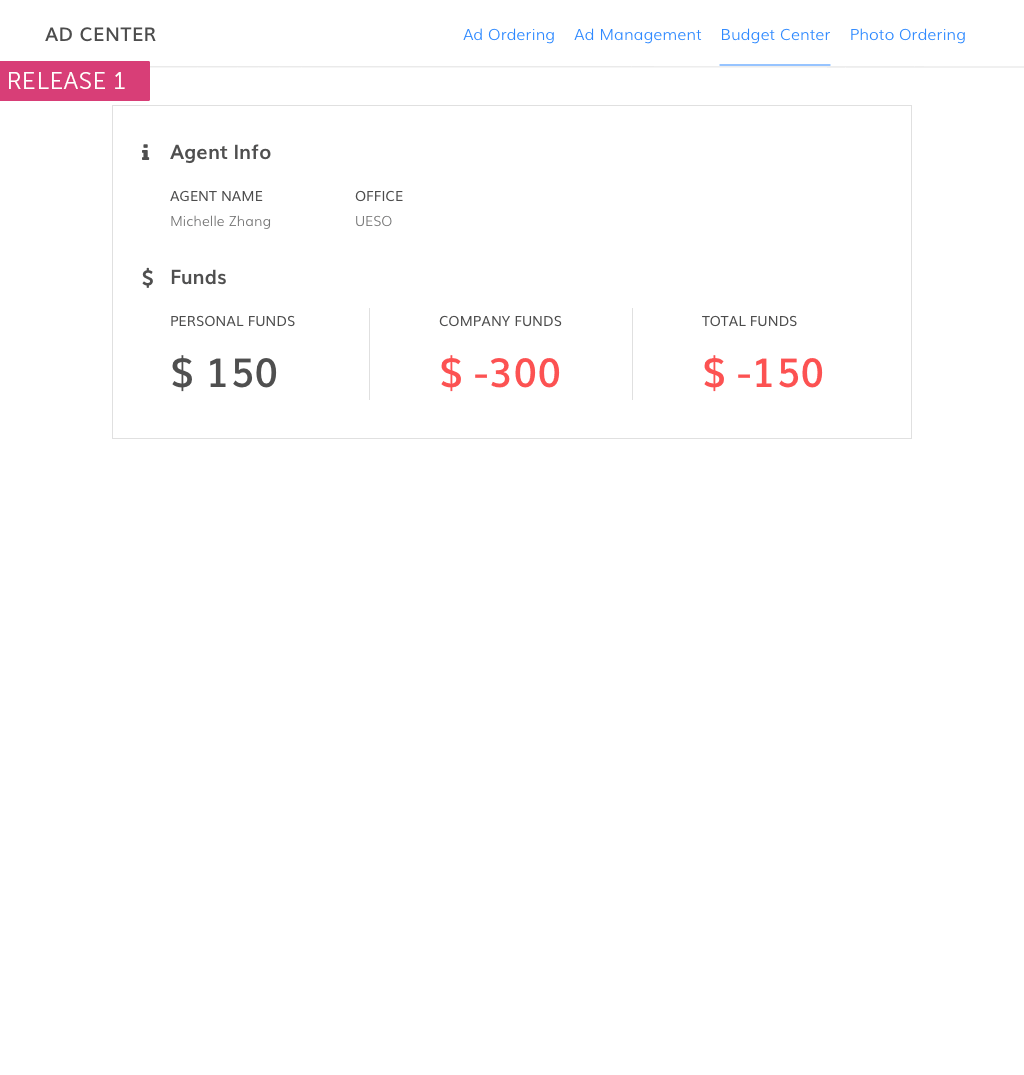 AD CENTER
Ad Ordering Ad Management Budget Center Photo Ordering
RELEASE 1
Agent Info
AGENT NAME OFFICE
Michelle Zhang UESO
$ Funds
PERSONAL FUNDS COMPANY FUNDS TOTAL FUNDS
$ 150 $ -300 $ -150